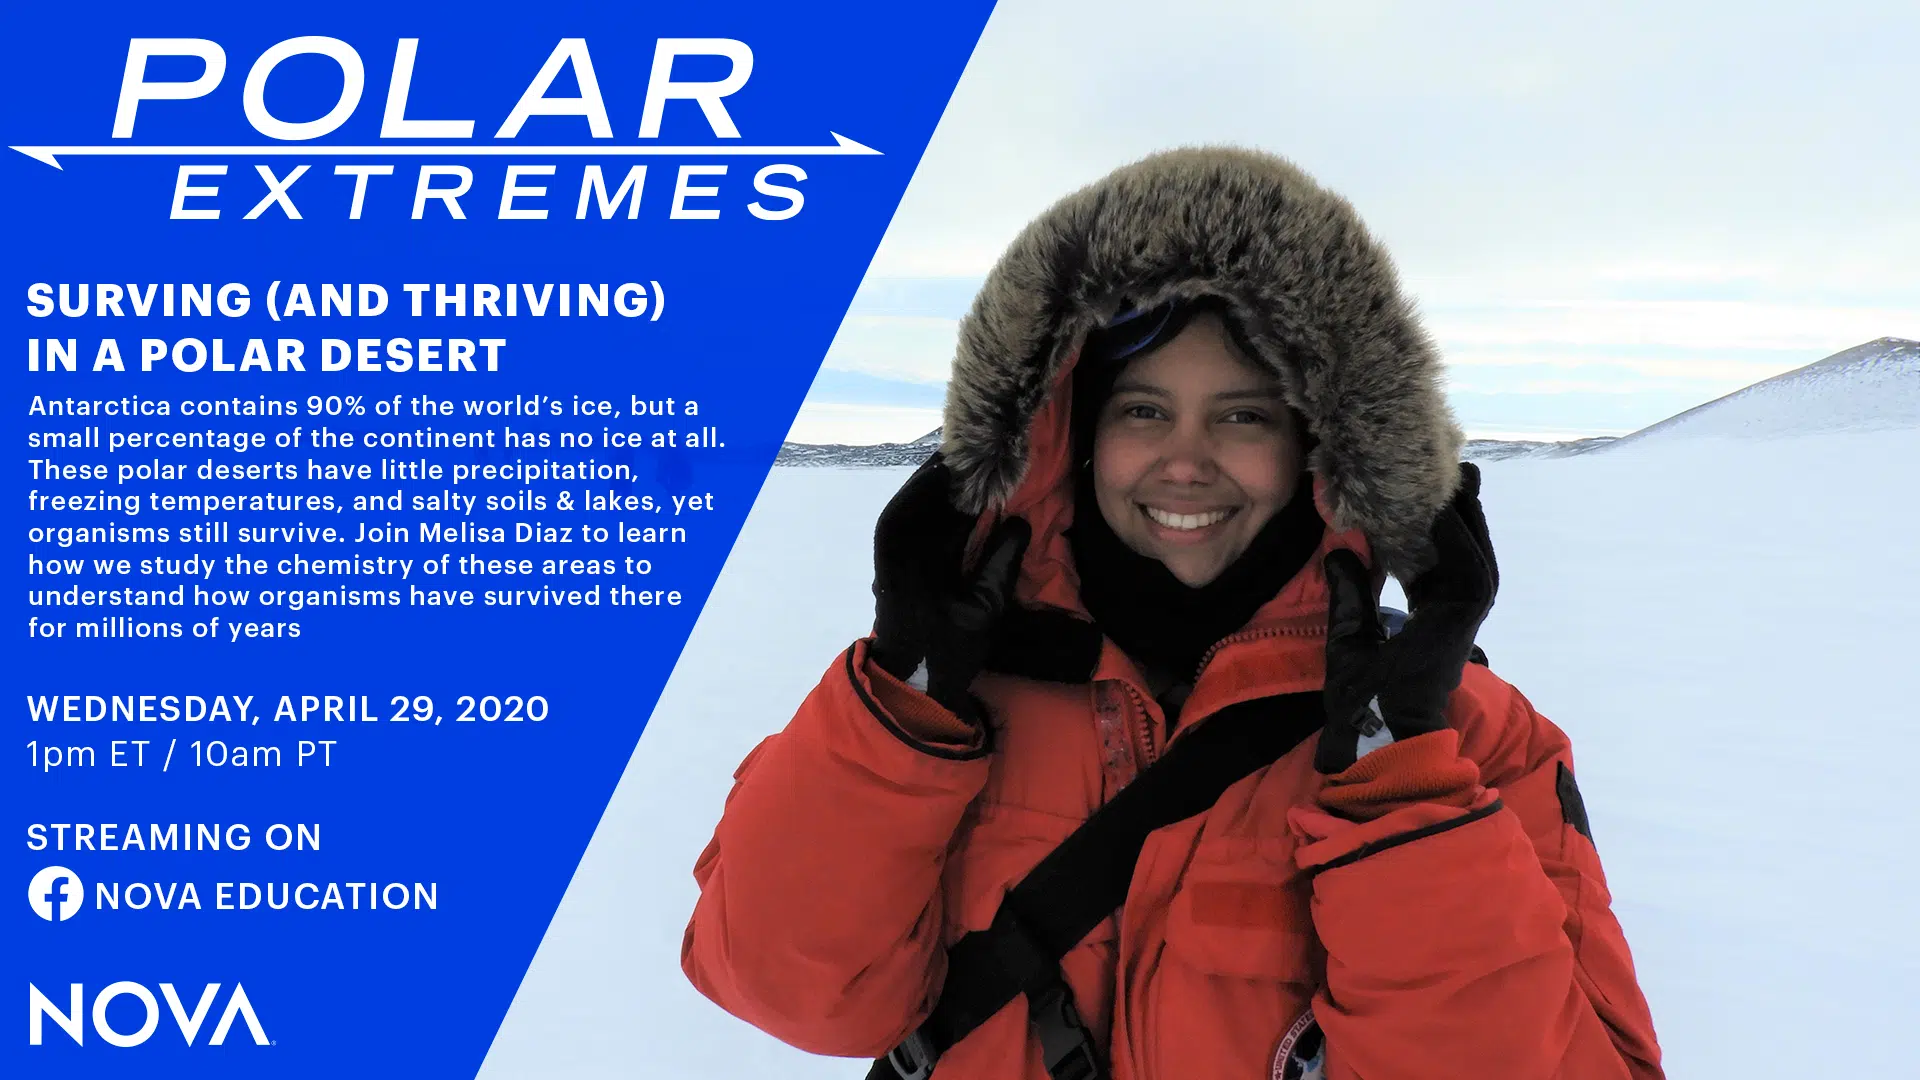 POLAR
EXTREMES
SURVING (AND THRIVING)
IN A POLAR DESERT
Antarctica contains 90% of the world’s ice, but a
small percentage of the continent has no ice at all.
These polar deserts have little precipitation,
freezing temperatures, and salty soils & lakes, yet
organisms still survive. Join Melisa Diaz to learn
how we study the chemistry of these areas to
understand how organisms have survived there
for millions of years
WEDNESDAY, APRIL 29, 2020
1pm ET / 10am PT
STREAMING ON
NOVA EDUCATION
NOVA
UNITED STATES